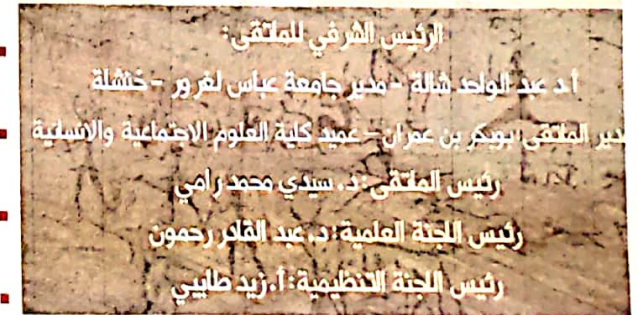 الرئيس الشرفي للملتقى:
أ.د عبد الواحد شالة - مدير جامعة عباس لغرور - خنشلة
مدير الملتقى: بوبكر بن عمران - عميد كلية العلوم الاجتماعية والانسانية
رئيس الملتقى: د. سيدي محمد رامي
رئيس اللجنة العلمية: د. عبد القادر رحمون
رئيس اللجنة التنظيمية: أ. زيد طايبي